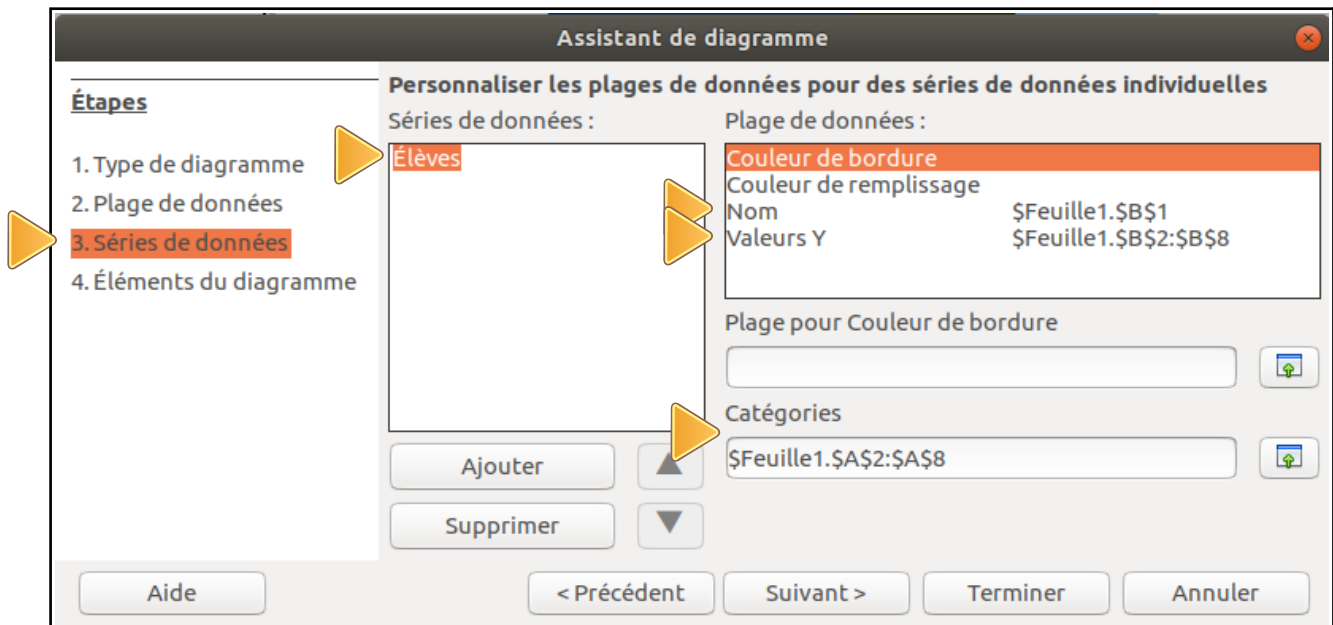 Assistant de diagramme
Étapes
1. Type de diagramme
2. Plage de données
3. Séries de données
4. Éléments du diagramme
Personnaliser les plages de données pour des séries de données individuelles
Séries de données :
Élèves
Ajouter
Supprimer
Plage de données :
Couleur de bordure
Couleur de remplissage
Nom $Feuille1.$B$1
Valeurs Y $Feuille1.$B$2:$B$8
Plage pour Couleur de bordure
Catégories
$Feuille1.$A$2:$A$8
Aide
< Précédent
Suivant >
Terminer
Annuler